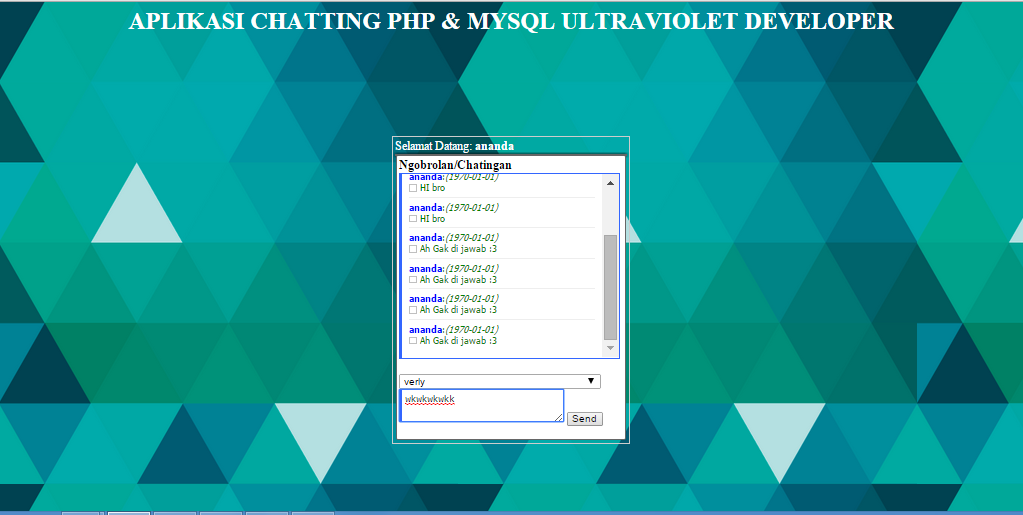 APLIKASI CHATTING PHP & MYSQL ULTRAVIOLET DEVELOPER
Selamat Datang: ananda
Ngobrolan/Chatingan
ananda:(1970-01-01)
HI bro
ananda:(1970-01-01)
HI bro
ananda:(1970-01-01)
Ah Gak di jawab :3
ananda:(1970-01-01)
Ah Gak di jawab :3
ananda:(1970-01-01)
Ah Gak di jawab :3
ananda:(1970-01-01)
Ah Gak di jawab :3
verly
wkwkwkwkk
Send